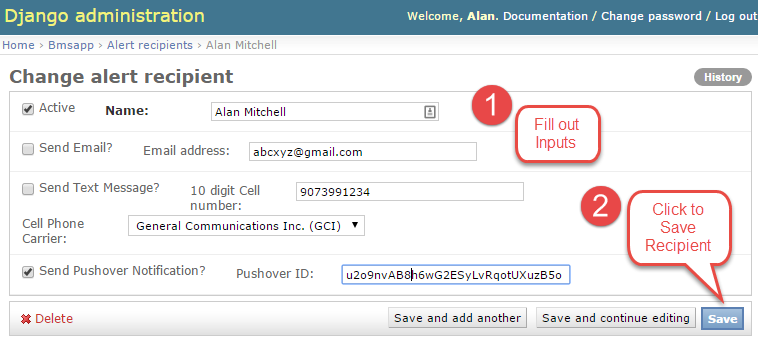 Django administration
Welcome, Alan. Documentation / Change password / Log out
Home › Bmsapp › Alert recipients › Alan Mitchell
Change alert recipient
History
Active Name: Alan Mitchell
1
Fill out
Inputs
Send Email? Email address: abcxyz@gmail.com
Send Text Message? 10 digit Cell
number: 9073991234
2
Click to
Save
Recipient
Cell Phone
Carrier: General Communications Inc. (GCI)
Send Pushover Notification? Pushover ID: u2o9nvAB8h6wG2ESyLvRqotUXuzB5o
Delete Save and add another Save and continue editing Save